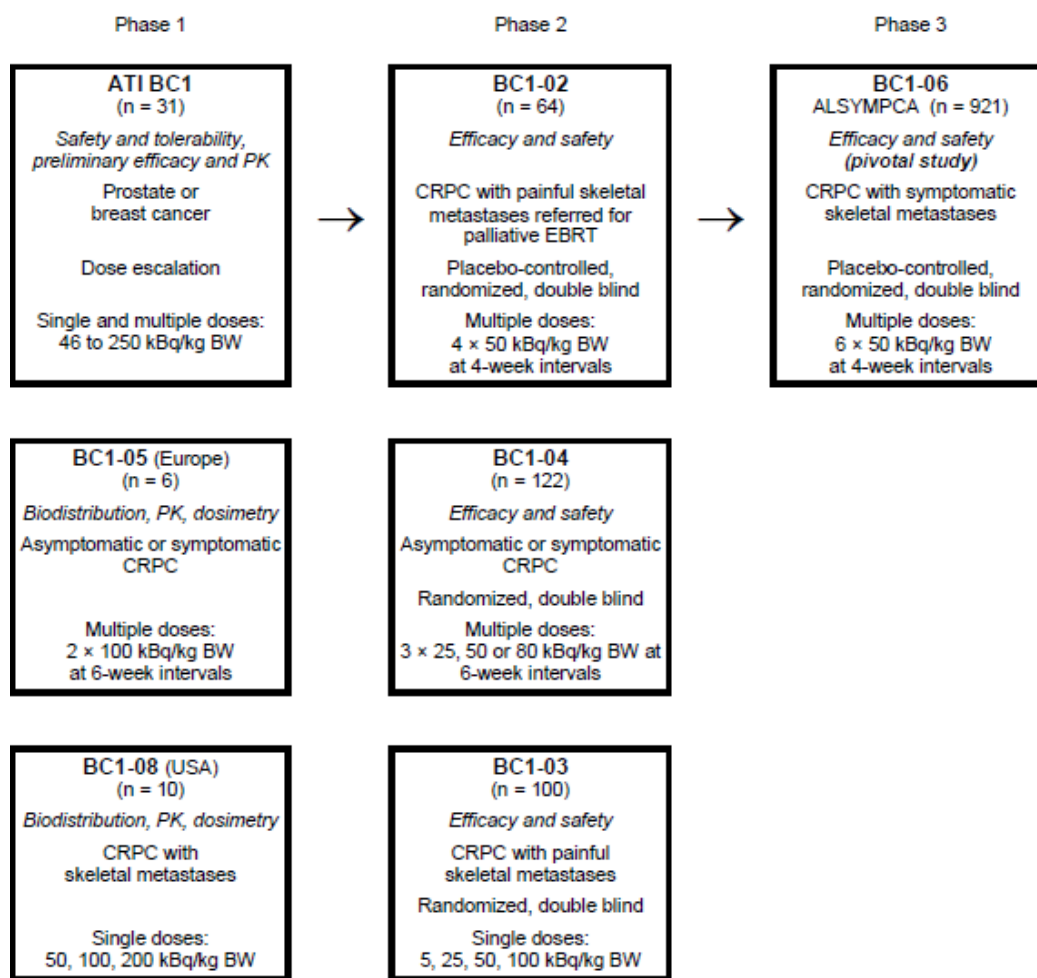 Phase 1
Phase 2
Phase 3
ATI BC1
(n = 31)
Safety and tolerability,
preliminary efficacy and PK
Prostate or
breast cancer
Dose escalation
Single and multiple doses:
46 to 250 kBq/kg BW
→
BC1-02
(n = 64)
Efficacy and safety
CRPC with painful skeletal
metastases referred for
palliative EBRT
Placebo-controlled,
randomized, double blind
Multiple doses:
4 × 50 kBq/kg BW
at 4-week intervals
→
BC1-06
ALSYMPCA (n = 921)
Efficacy and safety
(pivotal study)
CRPC with symptomatic
skeletal metastases
Placebo-controlled,
randomized, double blind
Multiple doses:
6 × 50 kBq/kg BW
at 4-week intervals
BC1-05 (Europe)
(n = 6)
Biodistribution, PK, dosimetry
Asymptomatic or symptomatic
CRPC
Multiple doses:
2 × 100 kBq/kg BW
at 6-week intervals
BC1-04
(n = 122)
Efficacy and safety
Asymptomatic or symptomatic
CRPC
Randomized, double blind
Multiple doses:
3 × 25, 50 or 80 kBq/kg BW at
6-week intervals
BC1-08 (USA)
(n = 10)
Biodistribution, PK, dosimetry
CRPC with
skeletal metastases
Single doses:
50, 100, 200 kBq/kg BW
BC1-03
(n = 100)
Efficacy and safety
CRPC with painful
skeletal metastases
Randomized, double blind
Single doses:
5, 25, 50, 100 kBq/kg BW